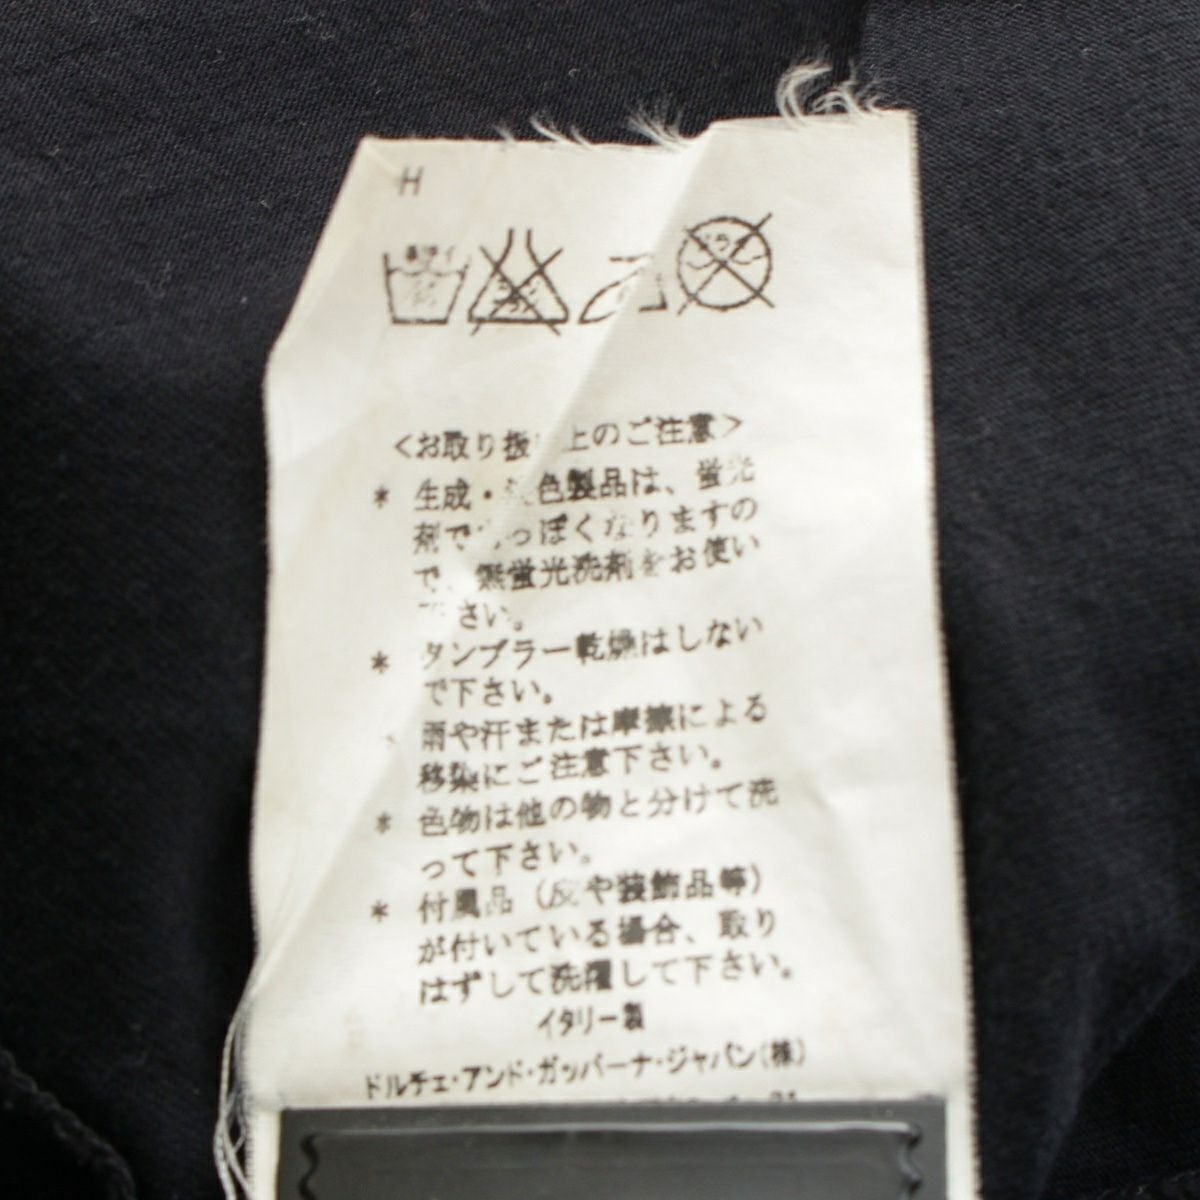 H
ドライ
<お取り扱 上のご注意>
* 生成・ 色製品は、蛍光
剤で っぽくなりますの
で、無蛍光洗剤をお使い
さい。
* タンブラー乾燥はしない
で下さい。
雨や汗または摩擦による
移染にご注意下さい。
* 色物は他の物と分けて洗
って下さい。
* 付属品(皮や装飾品等)
が付いている場合、取り
はずして洗濯して下さい。
イタリー製
ドルチェ・アンド・ガッバーナ・ジャパン(株)